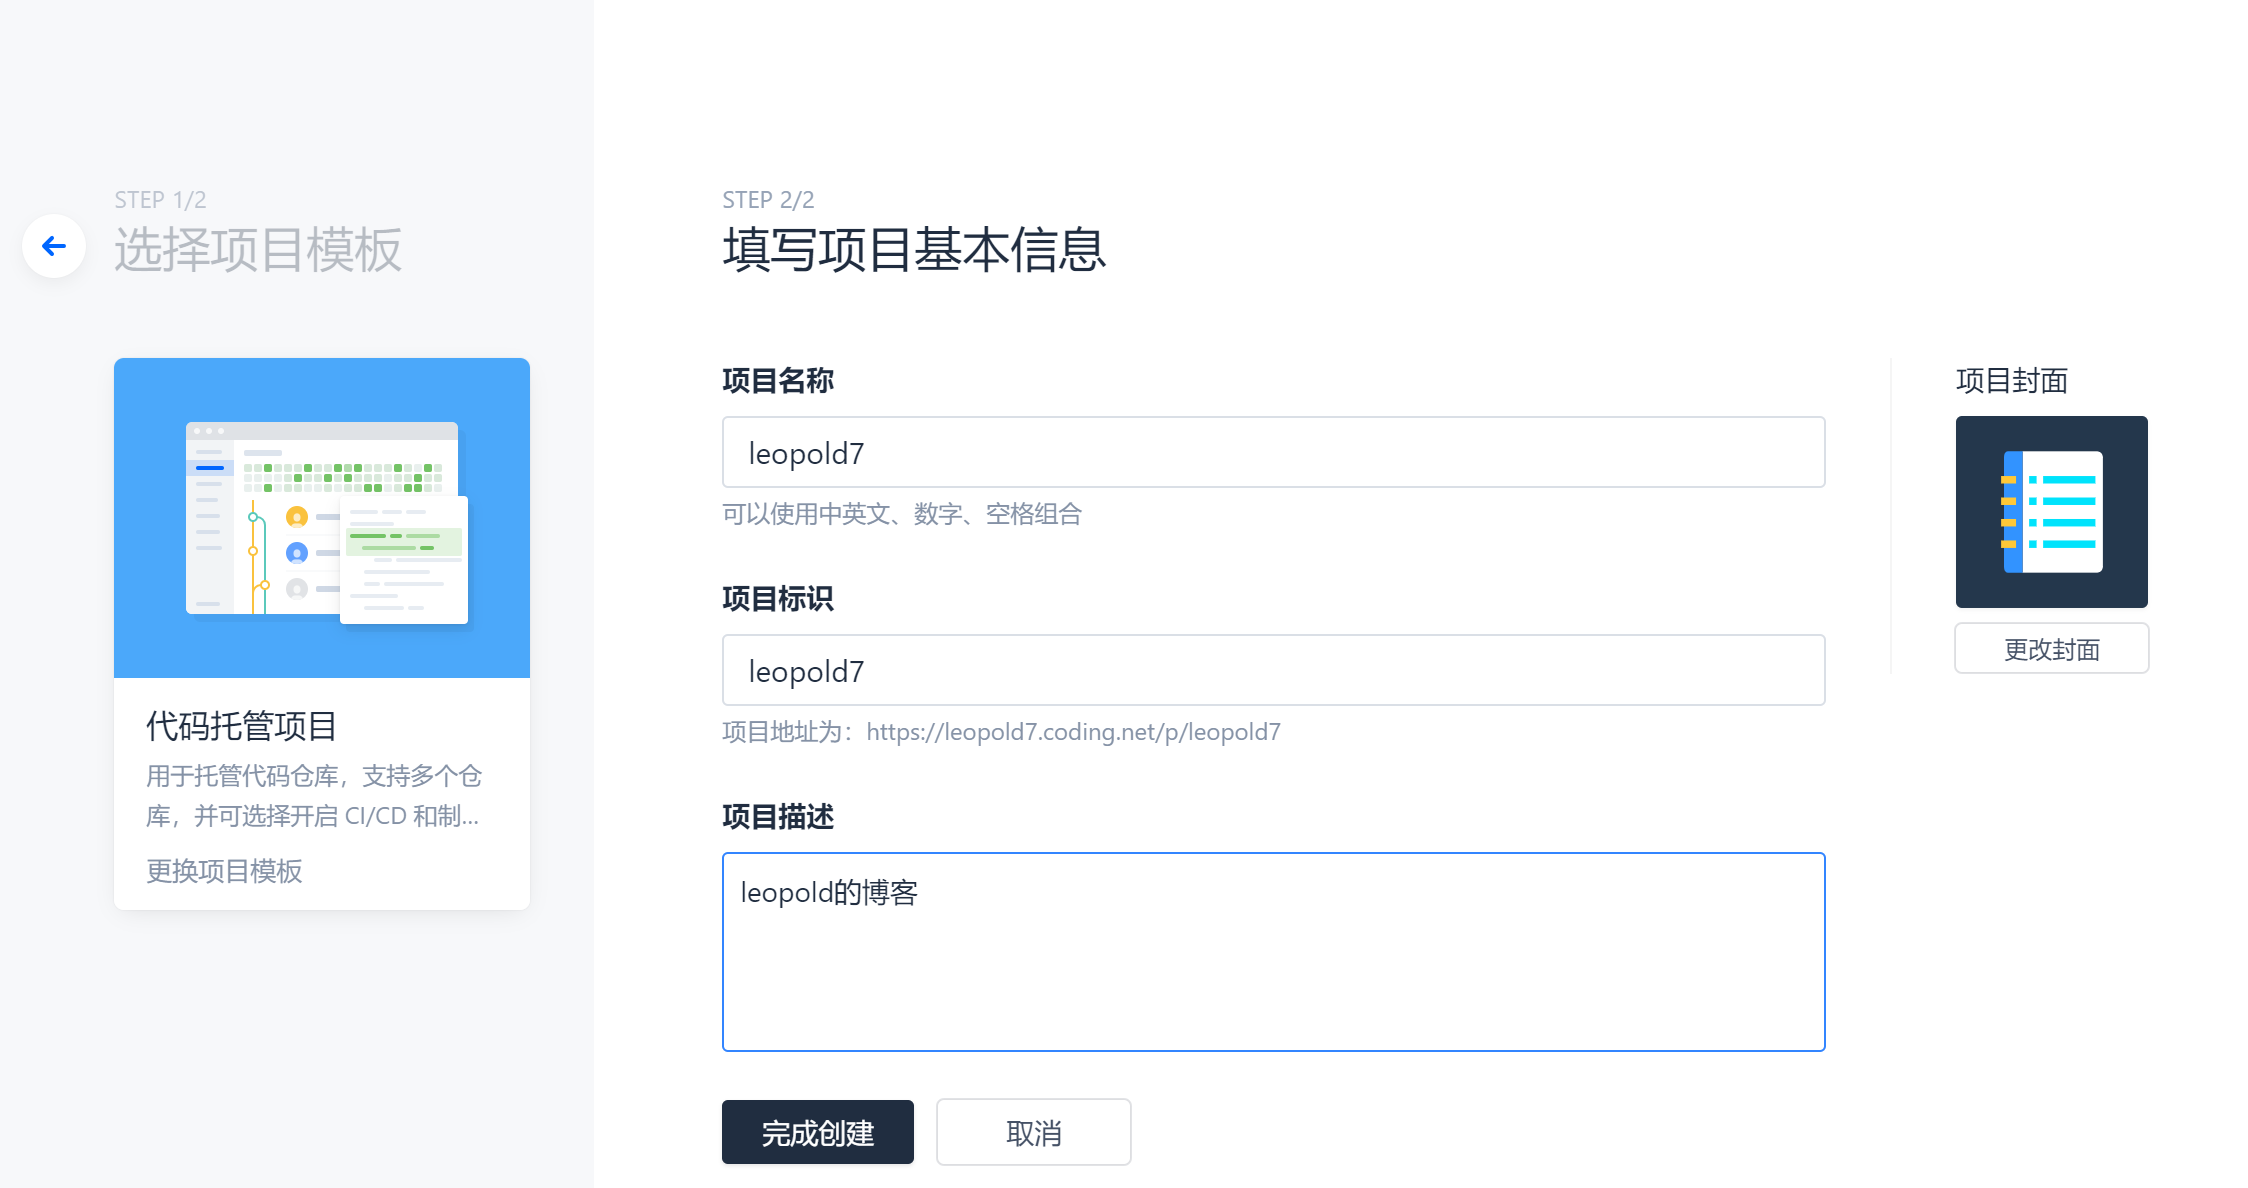 STEP 1/2
选择项目模板
代码托管项目
用于托管代码仓库，支持多个仓
库，并可选择开启 CI/CD 和制...
更换项目模板
STEP 2/2
填写项目基本信息
项目名称
leopold7
可以使用中英文、数字、空格组合
项目标识
leopold7
项目地址为：https://leopold7.coding.net/p/leopold7
项目描述
leopold的博客
完成创建
取消
项目封面
更改封面